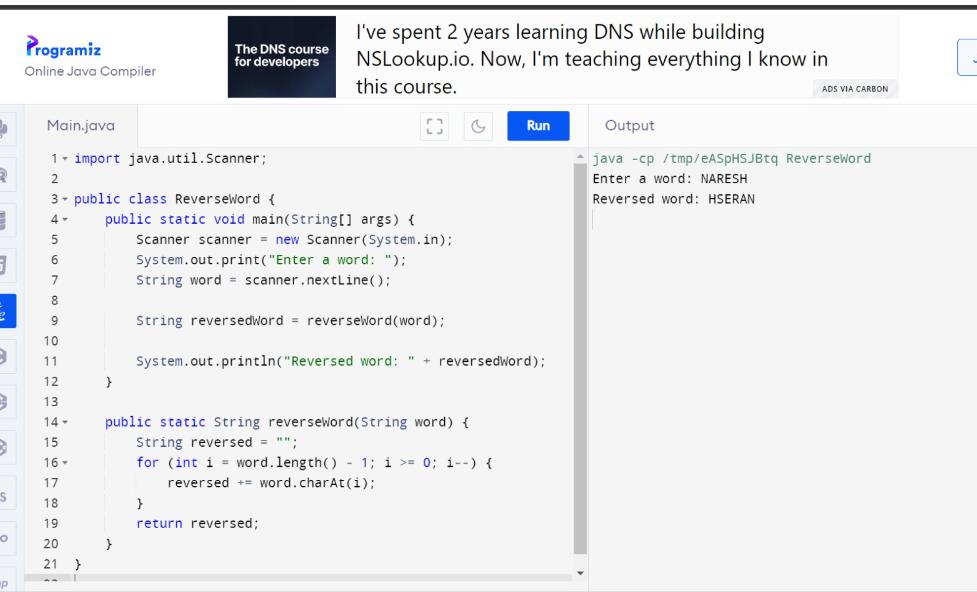 Programiz
Online Java Compiler
The DNS course
for developers
I've spent 2 years learning DNS while building
NSLookup.io. Now, I'm teaching everything I know in
this course.
ADS VIA CARBON
Main.java
Run
Output
1 import java.util.Scanner;
2
3 public class ReverseWord {
4     public static void main(String[] args) {
5         Scanner scanner = new Scanner(System.in);
6         System.out.print("Enter a word: ");
7         String word = scanner.nextLine();
8
9         String reversedWord = reverseWord(word);
10
11         System.out.println("Reversed word: " + reversedWord);
12     }
13
14     public static String reverseWord(String word) {
15         String reversed = "";
16         for (int i = word.length() - 1; i >= 0; i--) {
17             reversed += word.charAt(i);
18         }
19         return reversed;
20     }
21 }
java -cp /tmp/eASpHSJBtq ReverseWord
Enter a word: NARESH
Reversed word: HSERAN